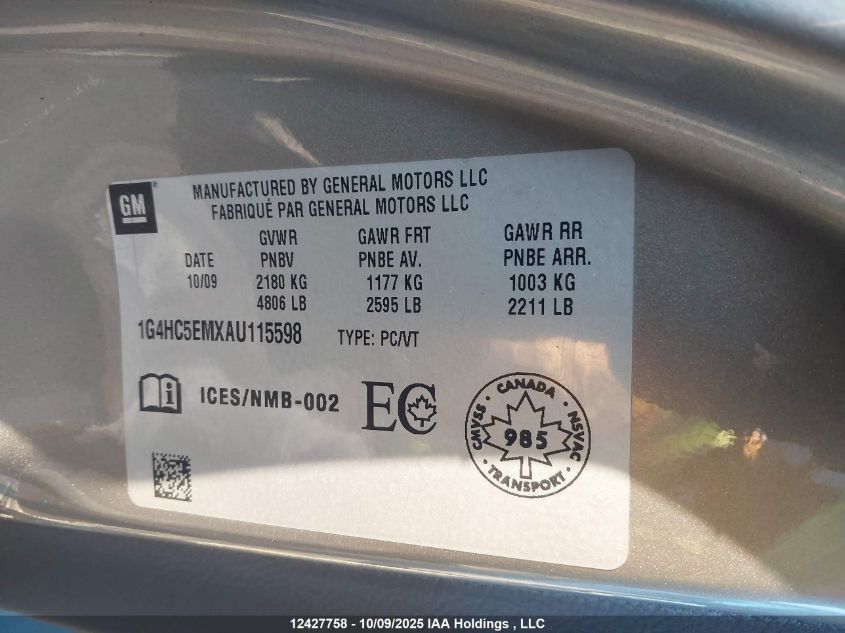 GM
MANUFACTURED BY GENERAL MOTORS LLC
FABRIQUÉ PAR GENERAL MOTORS LLC
DATE GVWR GAWR FRT GAWR RR
PNBV PNBE AV. PNBE ARR.
10/09 2180 KG 1177 KG 1003 KG
4806 LB 2595 LB 2211 LB
1G4HC5EMXAU115598 TYPE: PC/VT
i ICES/NMB-002 EC
CANADA
CMVSS 985 NSVAC
TRANSPORT
12427758 - 10/09/2025 IAA Holdings , LLC